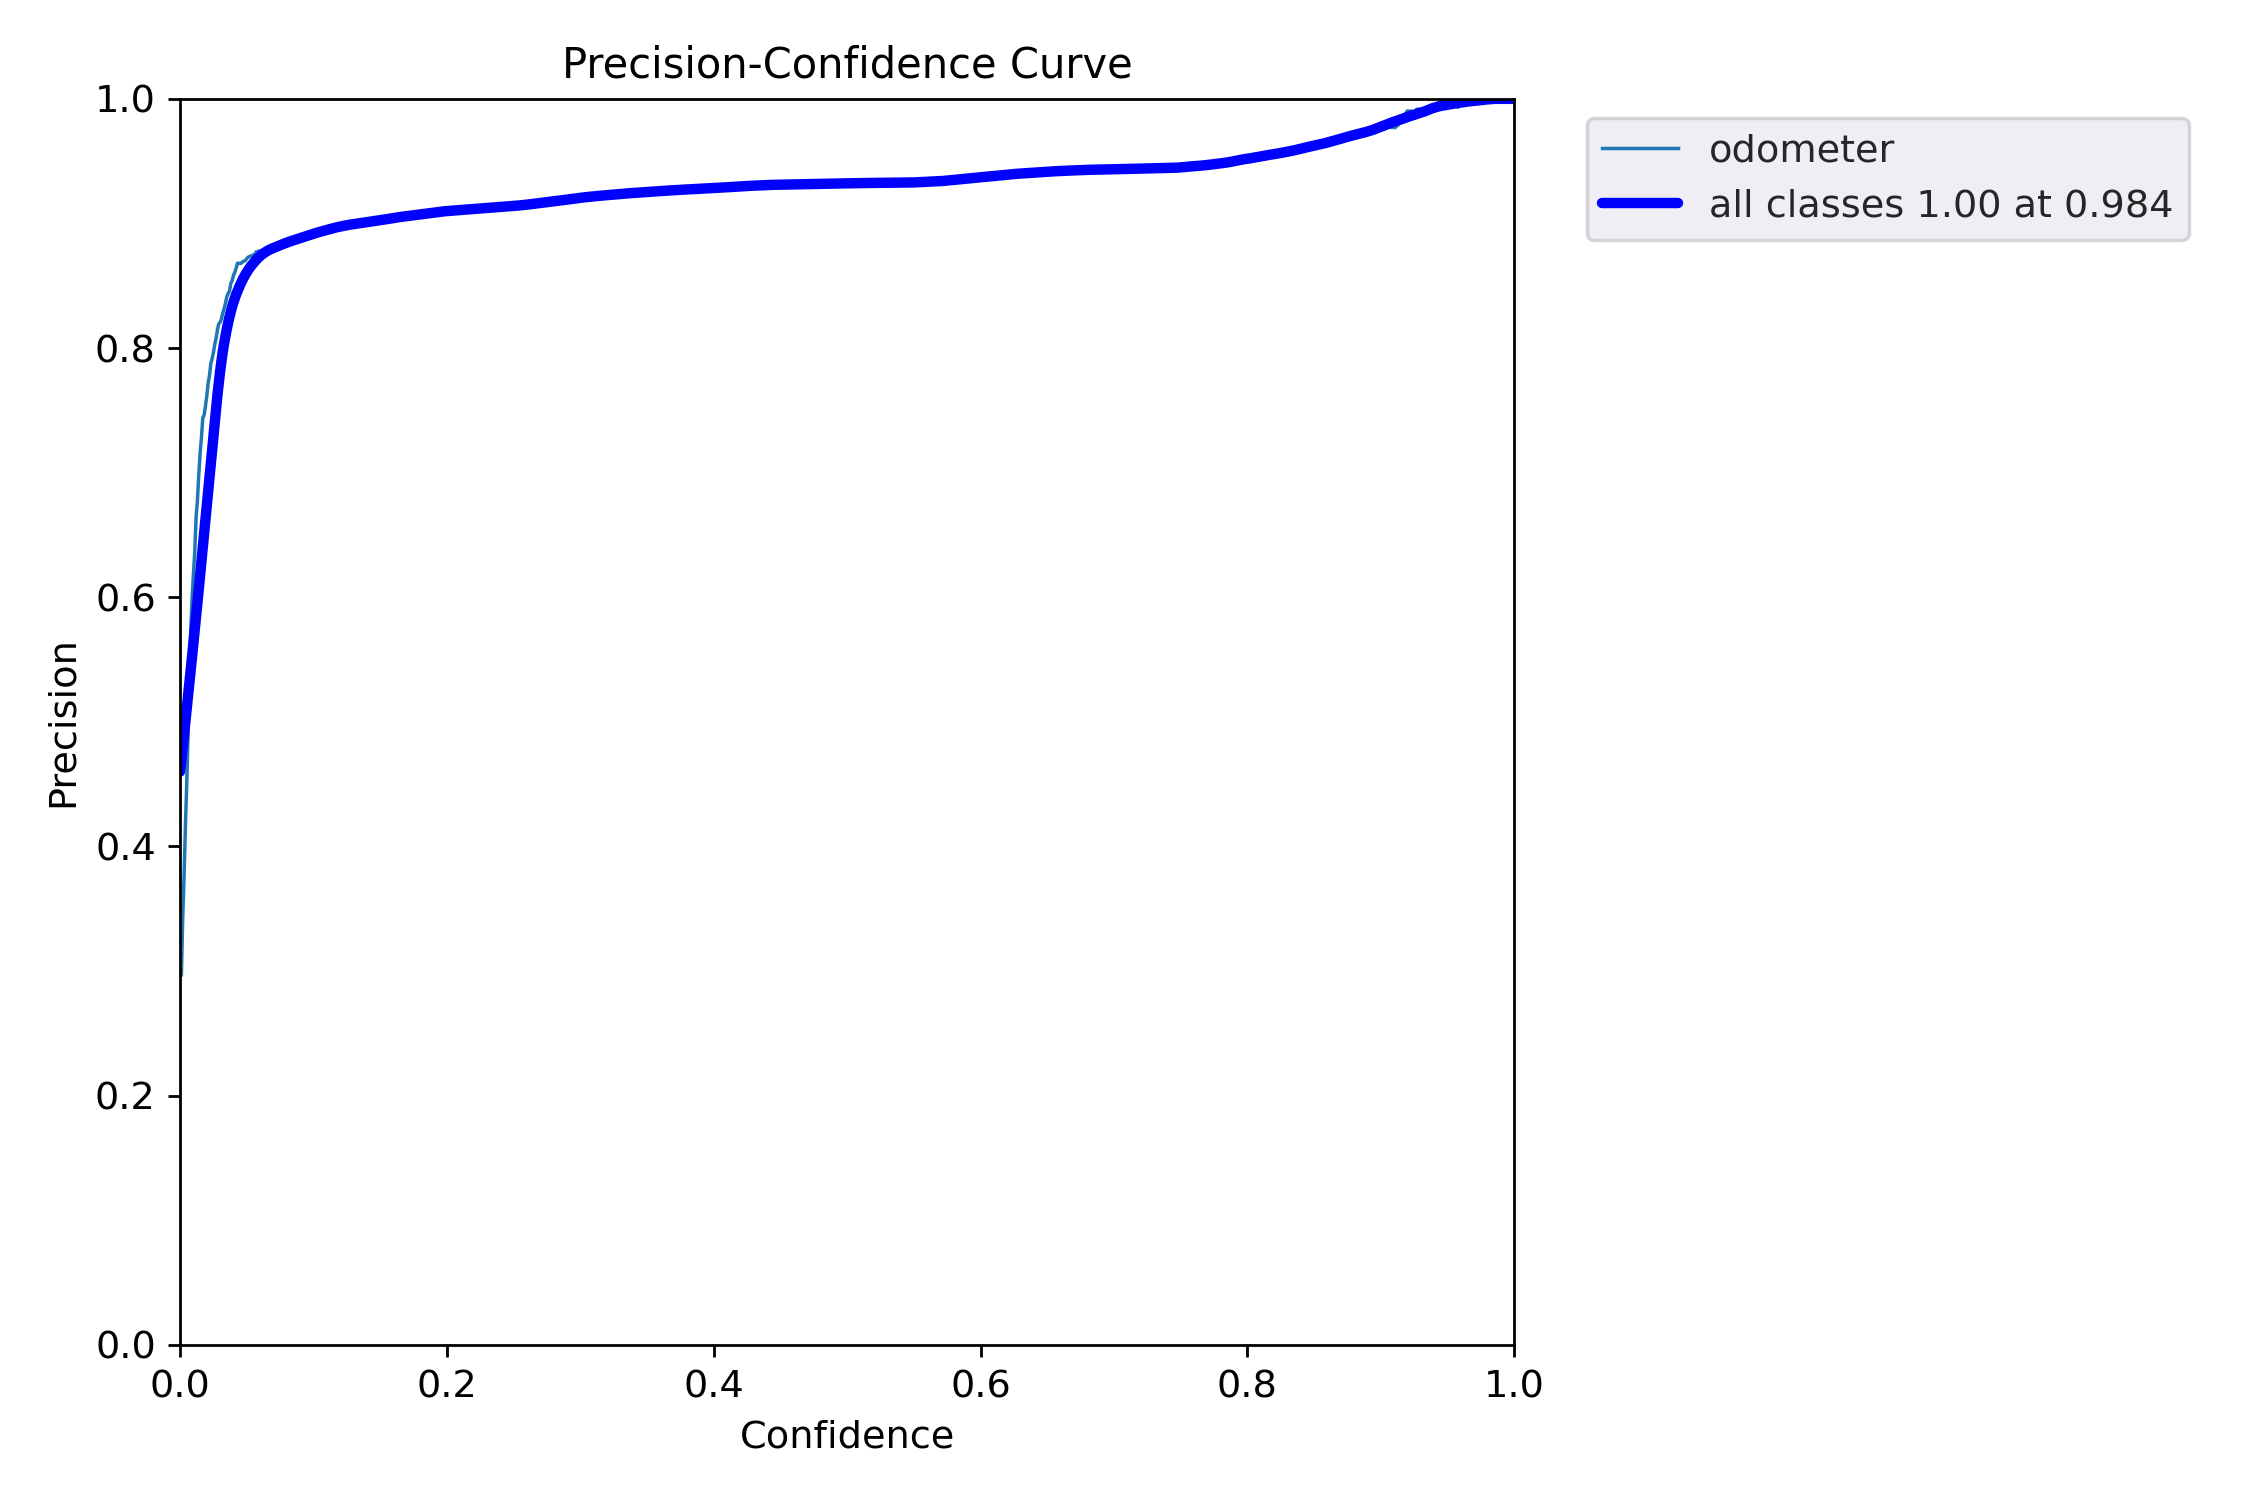 Precision-Confidence Curve
1.0
0.8
0.6
0.4
0.2
0.0
Precision
0.0 0.2 0.4 0.6 0.8 1.0
Confidence
odometer
all classes 1.00 at 0.984